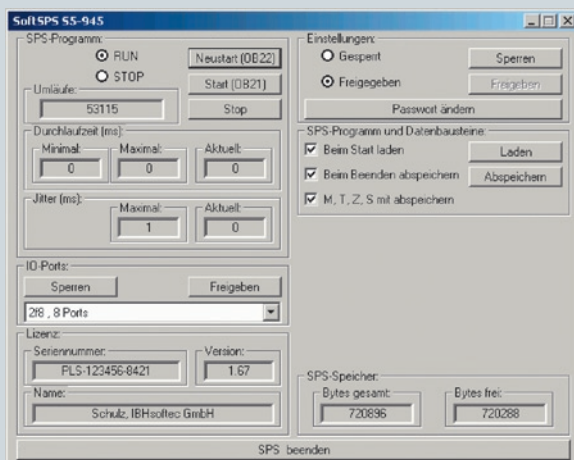 SoftSPS S5-945
SPS-Programm:
RUN
STOP
Neustart (OB22)
Start (OB21)
Stop
Umläufe:
53115
Durchlaufzeit (ms):
Minimal: Maximal: Aktuell:
0 0 0
Jitter (ms):
Maximal: Aktuell:
1 0
IO-Ports:
Sperren Freigeben
2f8 , 8 Ports
Lizenz:
Seriennummer: Version:
PLS-123456-8421 1.67
Name:
Schulz, IBHsoftec GmbH
Einstellungen:
Gesperrt Sperren
Freigegeben Freigeben
Passwort ändern
SPS-Programm und Datenbausteine:
Beim Start laden Laden
Beim Beenden abspeichern Abspeichern
M, T, Z, S mit abspeichern
SPS-Speicher:
Bytes gesamt: Bytes frei:
720896 720288
SPS beenden